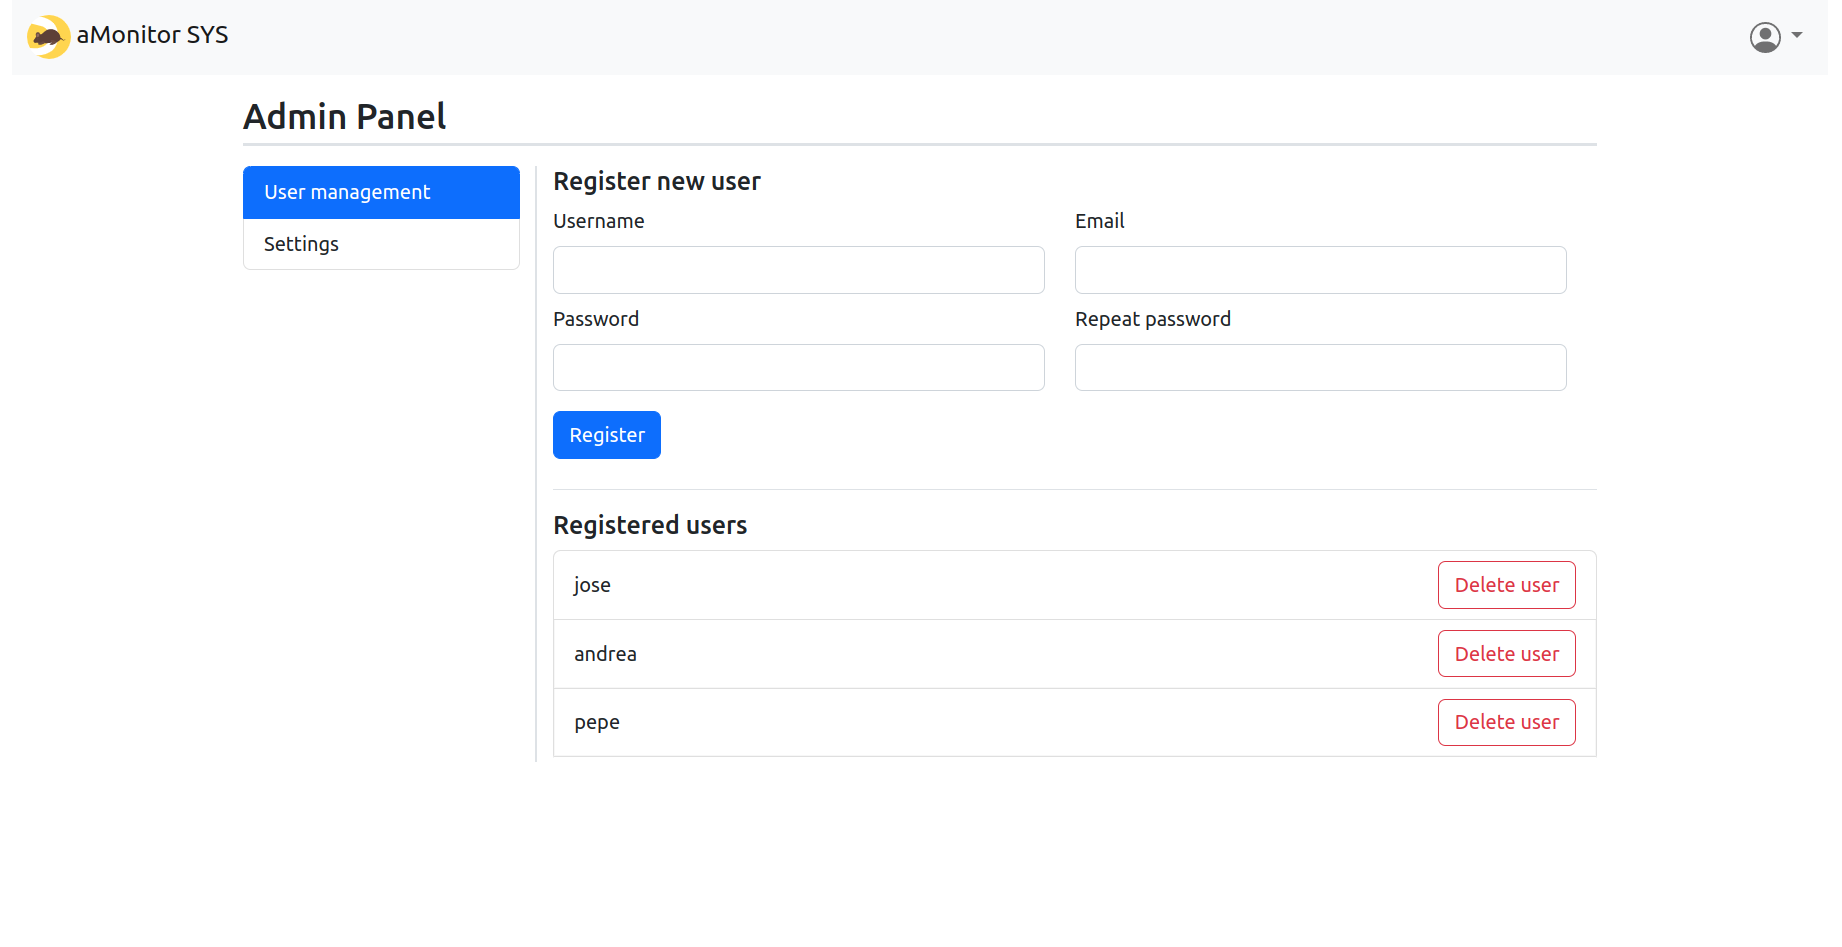 aMonitor SYS
Admin Panel
User management
Settings
Register new user
Username
Email
Password
Repeat password
Register
Registered users
jose
Delete user
andrea
Delete user
pepe
Delete user